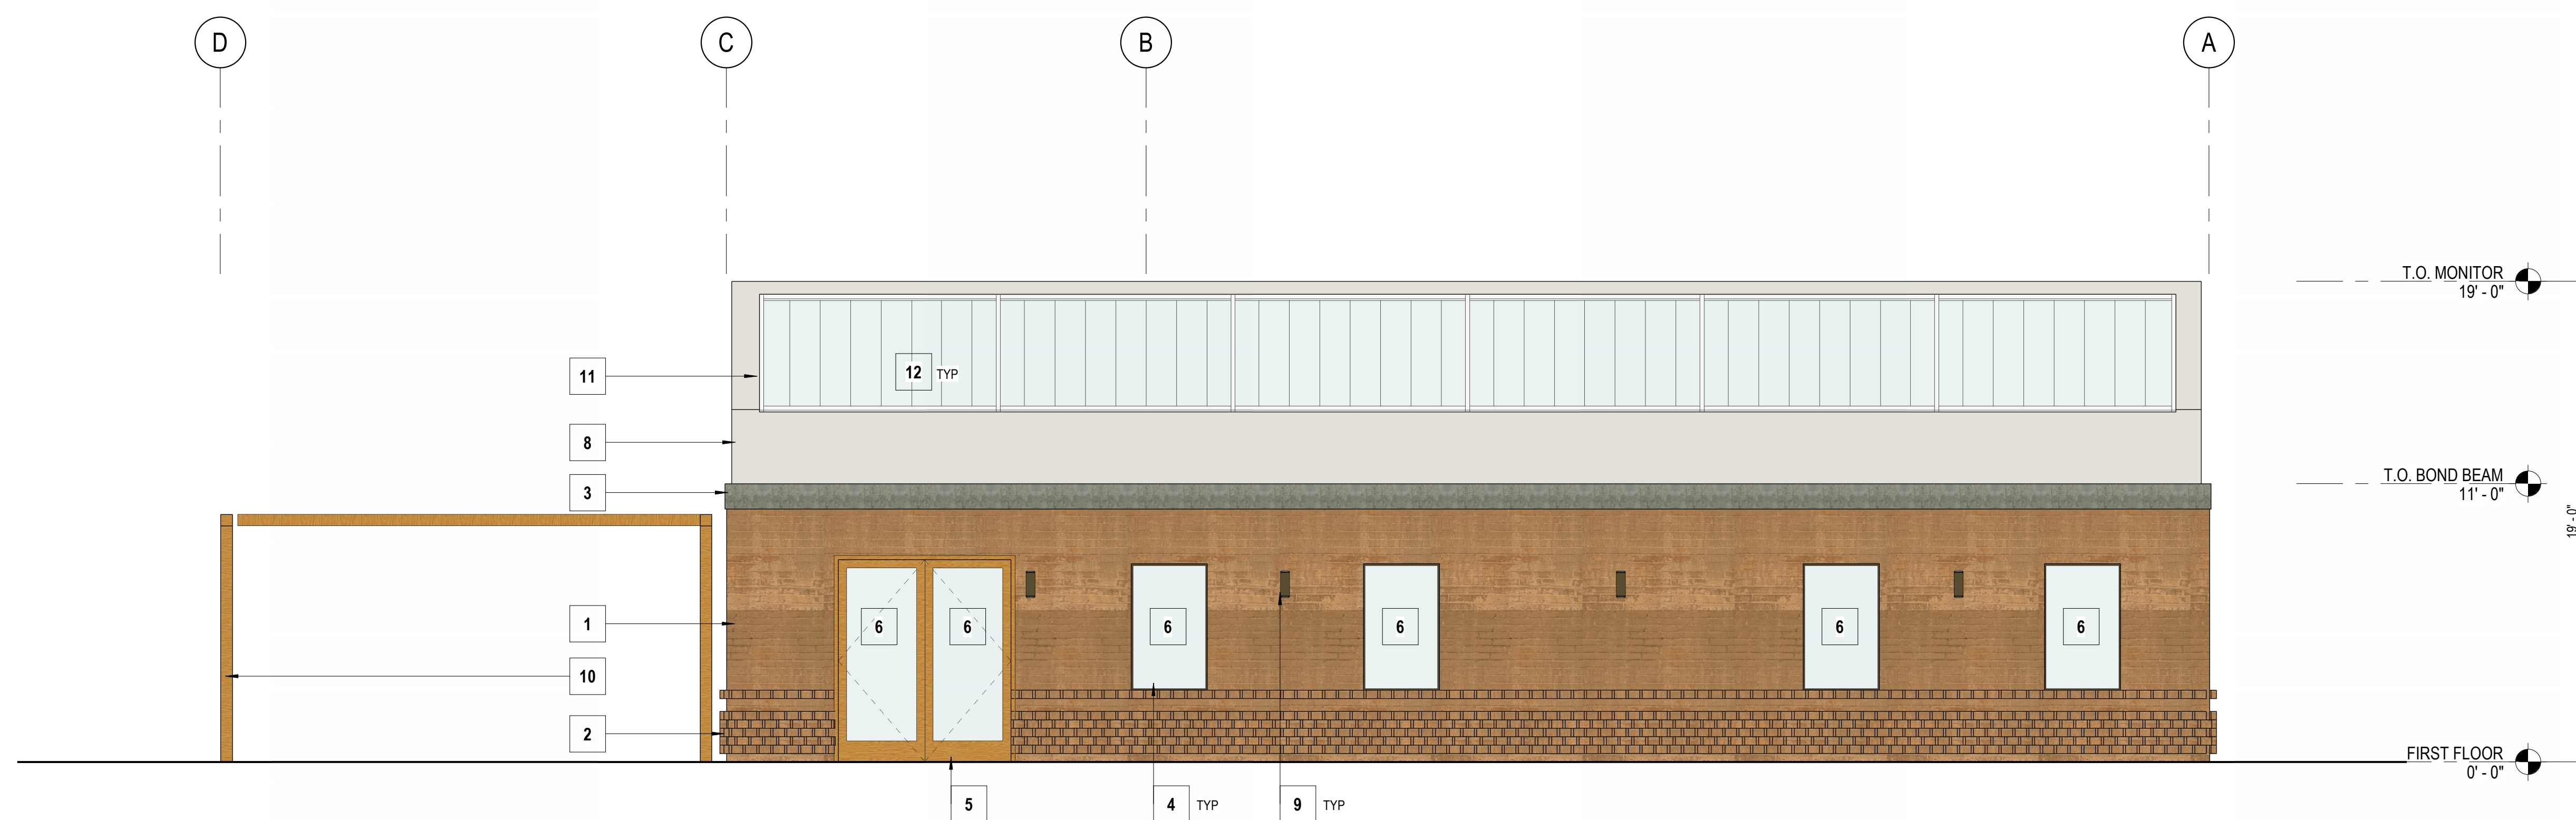 D
C
B
A
T.O. MONITOR
19' - 0"
12 TYP
11
8
T.O. BOND BEAM
11' - 0"
3
19' - 0"
6
6
6
6
6
6
1
10
2
FIRST FLOOR
0' - 0"
5
4 TYP
9 TYP